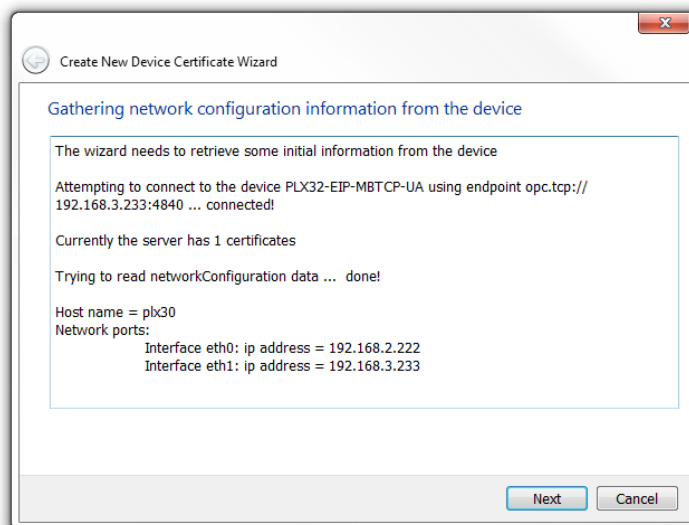 Create New Device Certificate Wizard
Gathering network configuration information from the device
The wizard needs to retrieve some initial information from the device
Attempting to connect to the device PLX32-EIP-MBTCP-UA using endpoint opc.tcp://
192.168.3.233:4840 ... connected!
Currently the server has 1 certificates
Trying to read networkConfiguration data ... done!
Host name = plx30
Network ports:
Interface eth0: ip address = 192.168.2.222
Interface eth1: ip address = 192.168.3.233
Next
Cancel